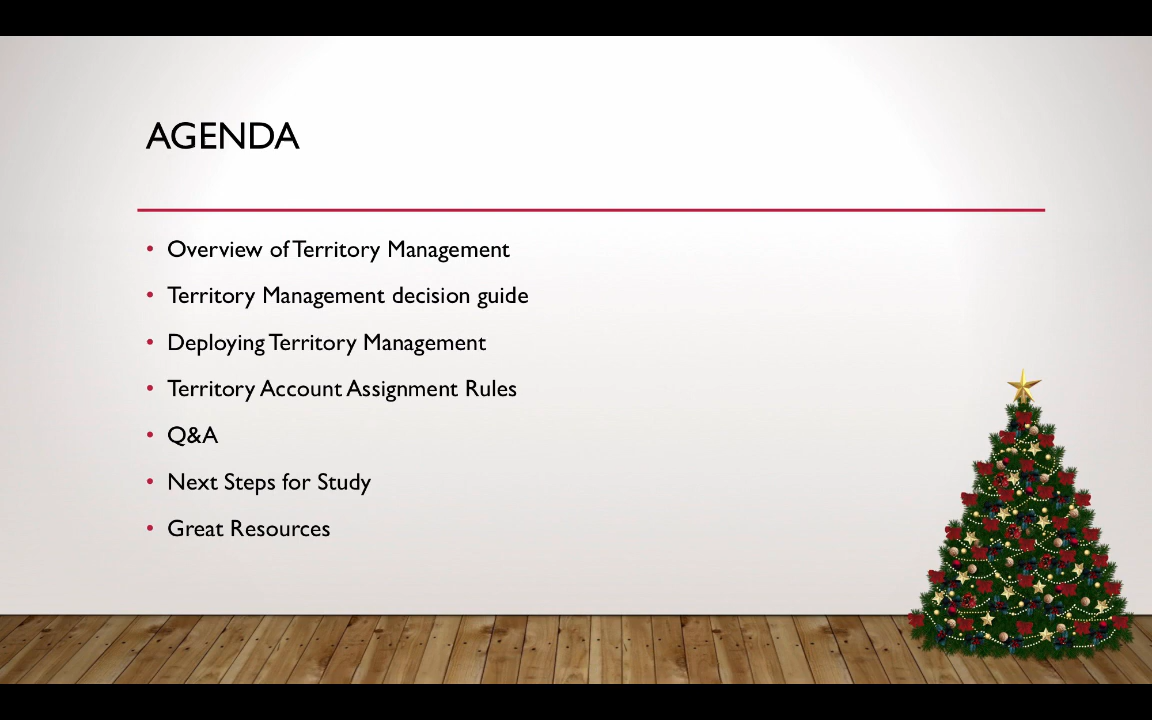 AGENDA
• Overview of Territory Management
• Territory Management decision guide
• Deploying Territory Management
• Territory Account Assignment Rules
• Q&A
• Next Steps for Study
• Great Resources